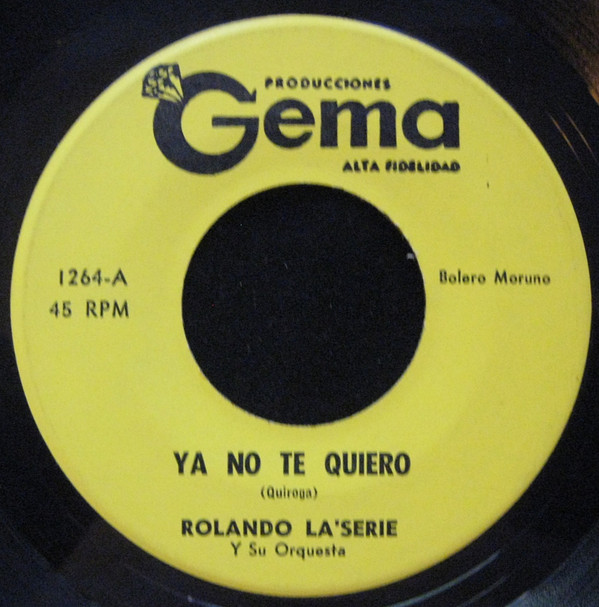 PRODUCCIONES
Gema
ALTA FIDELIDAD
1264-A
45 RPM
Bolero Moruno
YA NO TE QUIERO
(Quiroga)
ROLANDO LA'SERIE
Y Su Orquesta